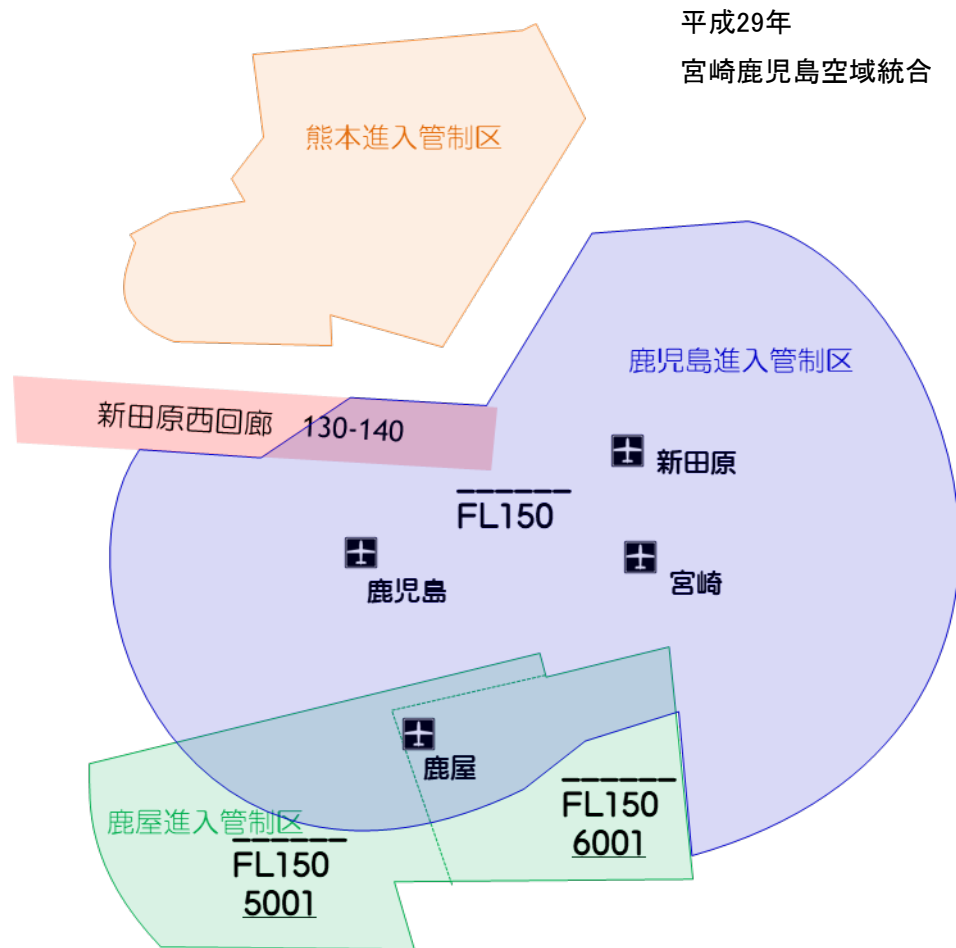 平成29年
宮崎鹿児島空域統合
熊本進入管制区
鹿児島進入管制区
新田原西回廊 130-140
新田原
FL150
鹿児島
宮崎
鹿屋
鹿屋進入管制区
FL150
6001
FL150
5001